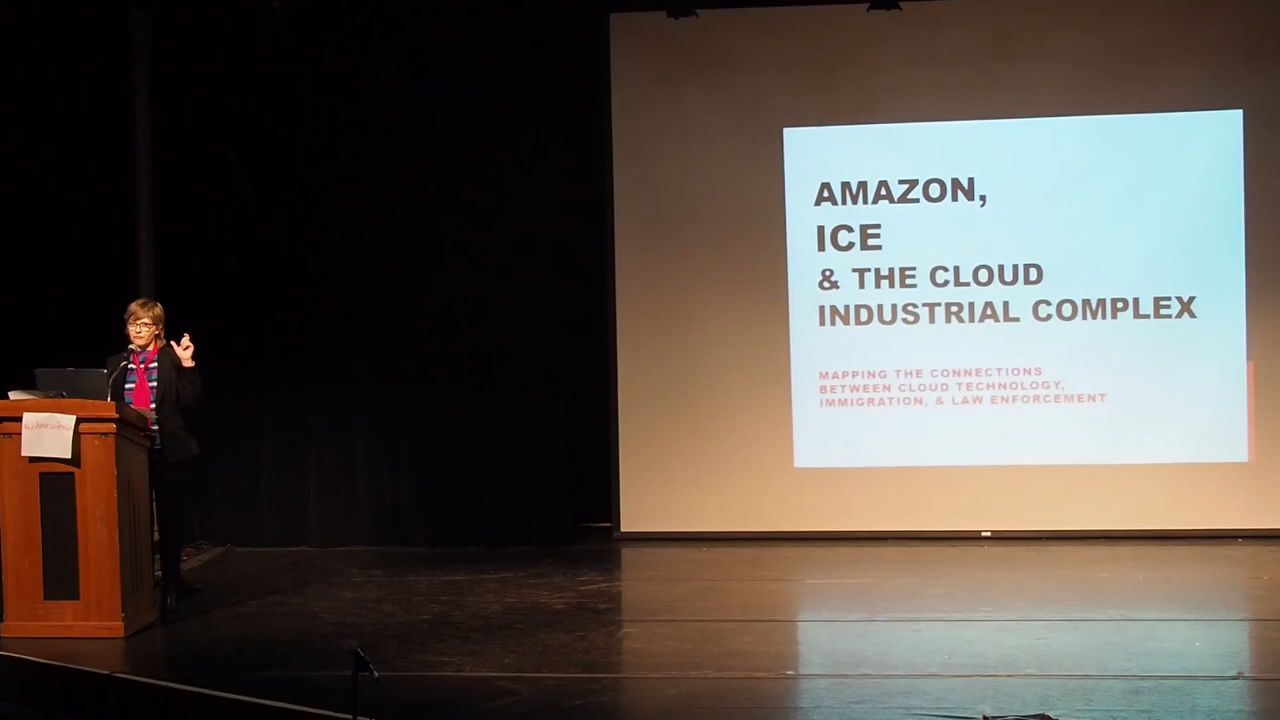 AMAZON,
ICE
& THE CLOUD
INDUSTRIAL COMPLEX
MAPPING THE CONNECTIONS
BETWEEN CLOUD TECHNOLOGY,
IMMIGRATION, & LAW ENFORCEMENT